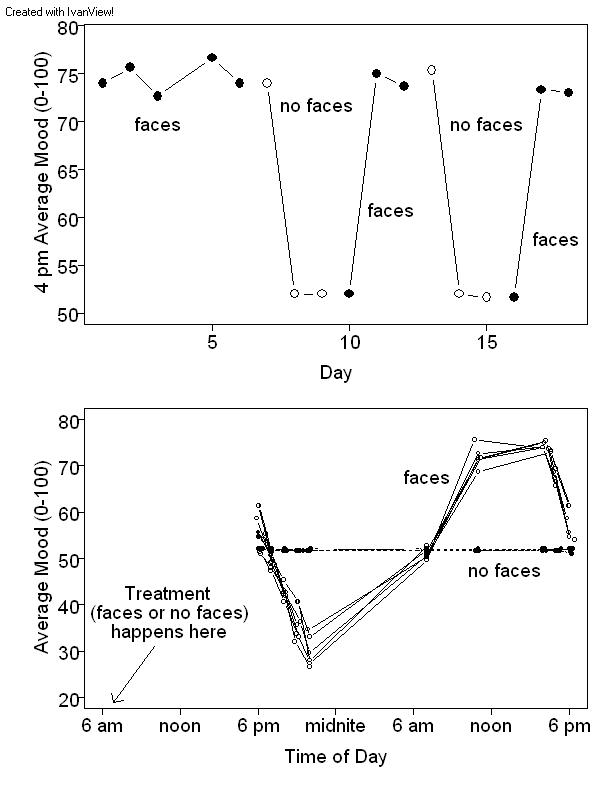 Created with IvanView!
80
75
70
65
60
55
50
4 pm Average Mood (0-100)
faces
no faces
faces
no faces
faces
5
10
15
Day
80
70
60
50
40
30
20
Average Mood (0-100)
faces
no faces
Treatment
(faces or no faces)
happens here
6 am
noon
6 pm
midnite
6 am
noon
6 pm
Time of Day